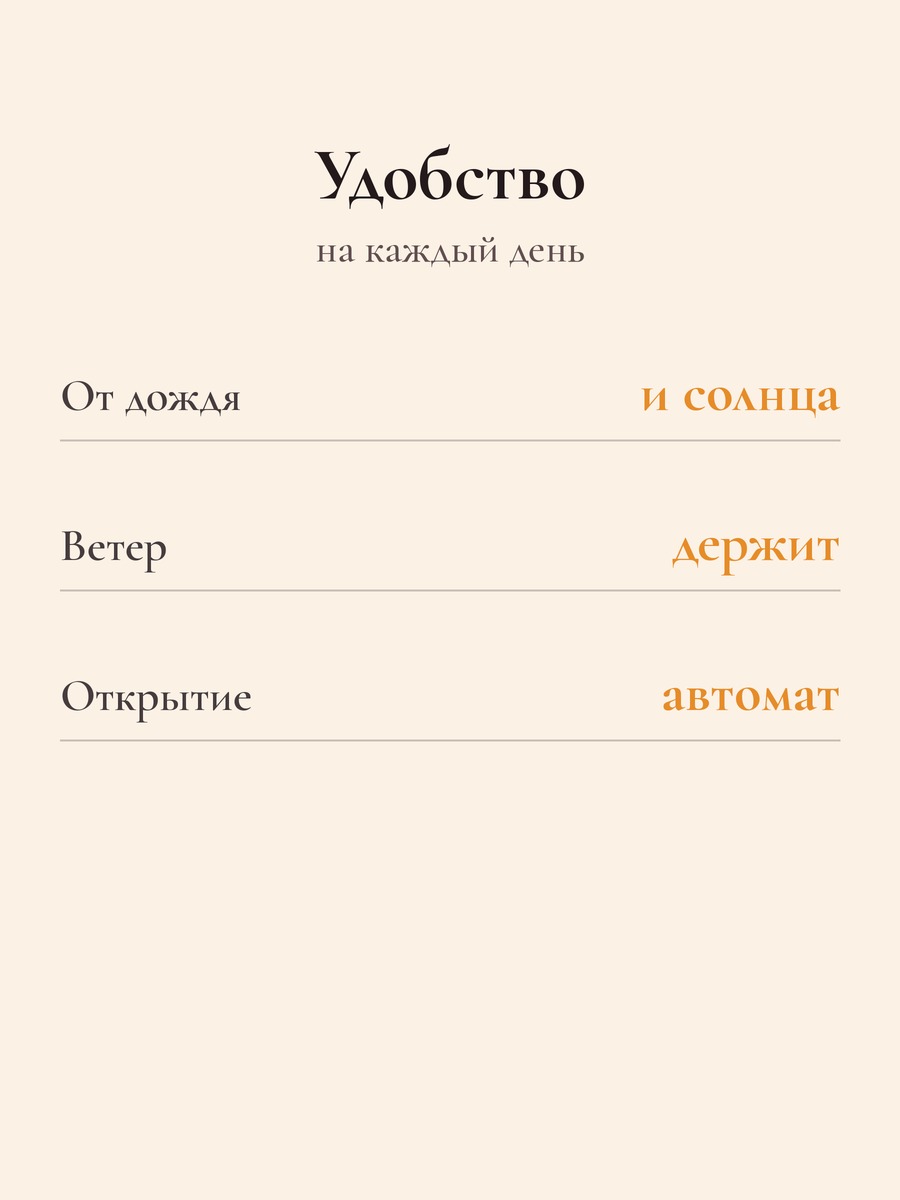 Удобство
на каждый день
От дождя и солнца
Ветер держит
Открытие автомат